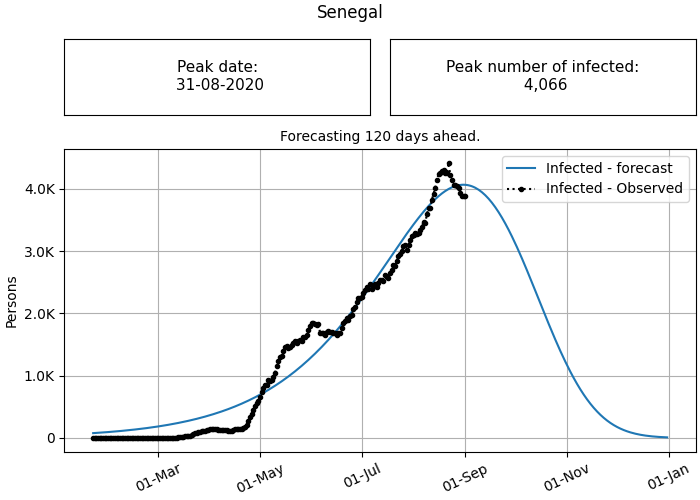 Senegal
Peak date:
31-08-2020
Peak number of infected:
4,066
Forecasting 120 days ahead.
Infected - forecast
Infected - Observed
4.0K
3.0K
2.0K
1.0K
0
Persons
01-Mar
01-May
01-Jul
01-Sep
01-Nov
01-Jan